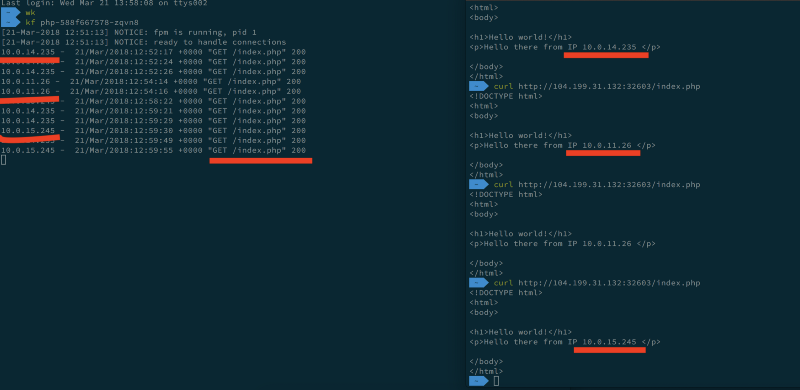 Last login: Wed Mar 21 13:58:08 on ttys002
~ wk
~ kf php-588f667578-zqvn8
[21-Mar-2018 12:51:13] NOTICE: fpm is running, pid 1
[21-Mar-2018 12:51:13] NOTICE: ready to handle connections
10.0.14.235 - 21/Mar/2018:12:52:17 +0000 "GET /index.php" 200
- 21/Mar/2018:12:52:24 +0000 "GET /index.php" 200
10.0.14.235 - 21/Mar/2018:12:52:26 +0000 "GET /index.php" 200
10.0.11.26 - 21/Mar/2018:12:54:14 +0000 "GET /index.php" 200
10.0.11.26 - 21/Mar/2018:12:54:16 +0000 "GET /index.php" 200
- 21/Mar/2018:12:58:22 +0000 "GET /index.php" 200
10.0.14.235 - 21/Mar/2018:12:59:21 +0000 "GET /index.php" 200
10.0.14.235 - 21/Mar/2018:12:59:29 +0000 "GET /index.php" 200
10.0.15.245 - 21/Mar/2018:12:59:30 +0000 "GET /index.php" 200
- 21/Mar/2018:12:59:49 +0000 "GET /index.php" 200
10.0.15.245 - 21/Mar/2018:12:59:55 +0000 "GET /index.php" 200
<html>
<body>
<h1>Hello world!</h1>
<p>Hello there from IP 10.0.14.235 </p>
</body>
</html>
~ curl http://104.199.31.132:32603/index.php
<!DOCTYPE html>
<html>
<body>
<h1>Hello world!</h1>
<p>Hello there from IP 10.0.11.26 </p>
</body>
</html>
~ curl http://104.199.31.132:32603/index.php
<!DOCTYPE html>
<html>
<body>
<h1>Hello world!</h1>
<p>Hello there from IP 10.0.11.26 </p>
</body>
</html>
~ curl http://104.199.31.132:32603/index.php
<!DOCTYPE html>
<html>
<body>
<h1>Hello world!</h1>
<p>Hello there from IP 10.0.15.245 </p>
</body>
</html>
~